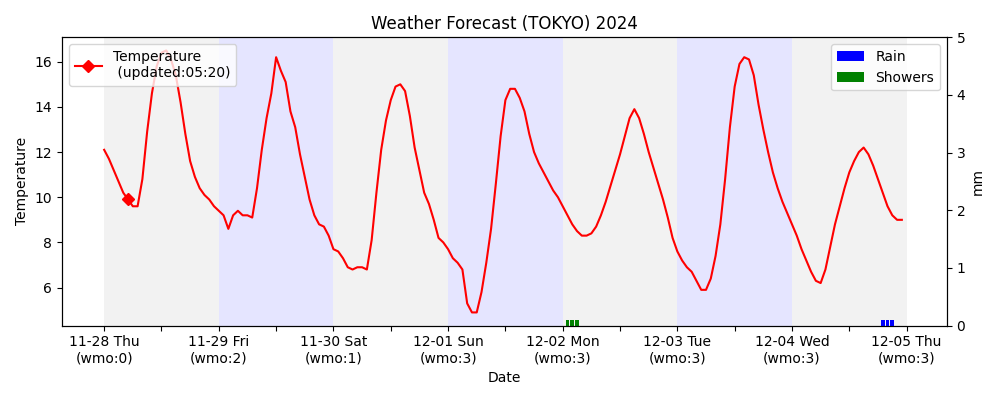 Weather Forecast (TOKYO) 2024
Temperature
(updated:05:20)
Rain
Showers
Temperature
16
14
12
10
8
6
5
4
3
2
1
0
mm
11-28 Thu
(wmo:0)
11-29 Fri
(wmo:2)
11-30 Sat
(wmo:1)
12-01 Sun
(wmo:3)
12-02 Mon
(wmo:3)
12-03 Tue
(wmo:3)
12-04 Wed
(wmo:3)
12-05 Thu
(wmo:3)
Date